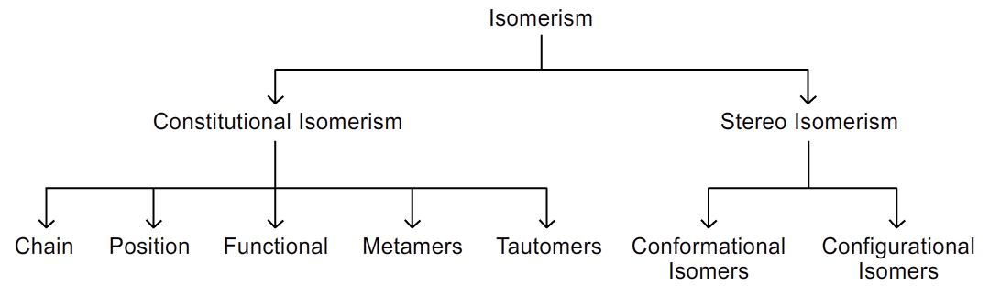 Isomerism
Constitutional Isomerism
Stereo Isomerism
Chain
Position
Functional
Metamers
Tautomers
Conformational
Isomers
Configurational
Isomers